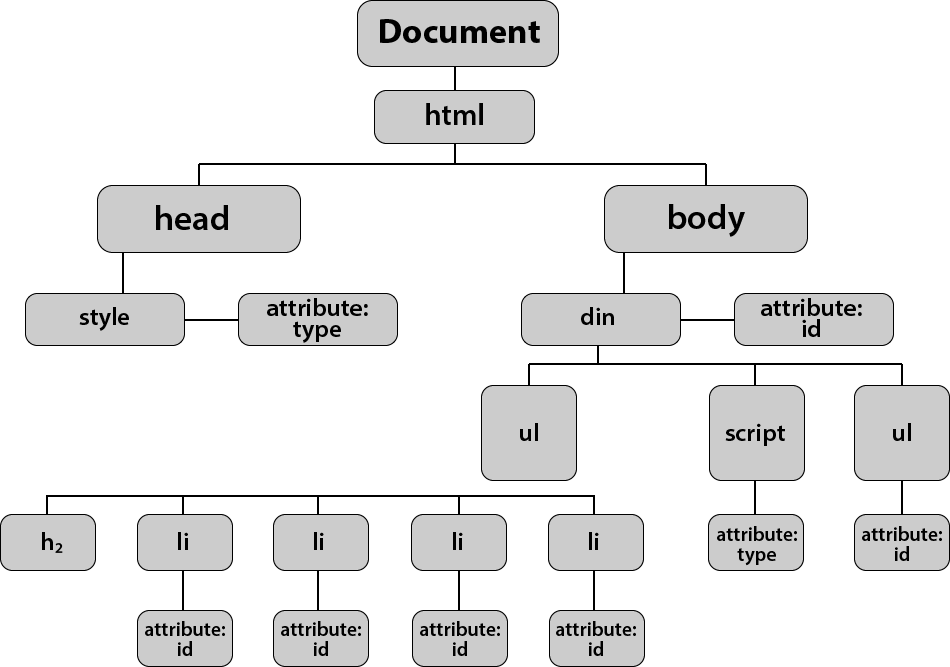 Document
html
head
body
style
attribute:
type
din
attribute:
id
ul
script
ul
h₂
li
li
li
li
attribute:
type
attribute:
id
attribute:
id
attribute:
id
attribute:
id
attribute:
id